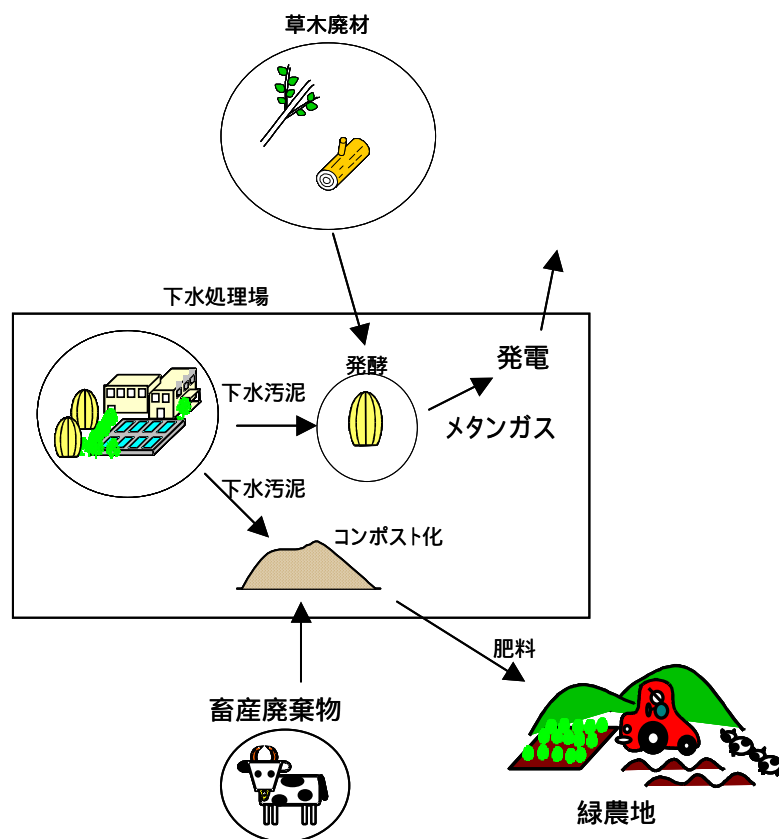 草木廃材
下水処理場
発酵
発電
下水汚泥
メタンガス
下水汚泥
コンポスト化
肥料
畜産廃棄物
緑農地